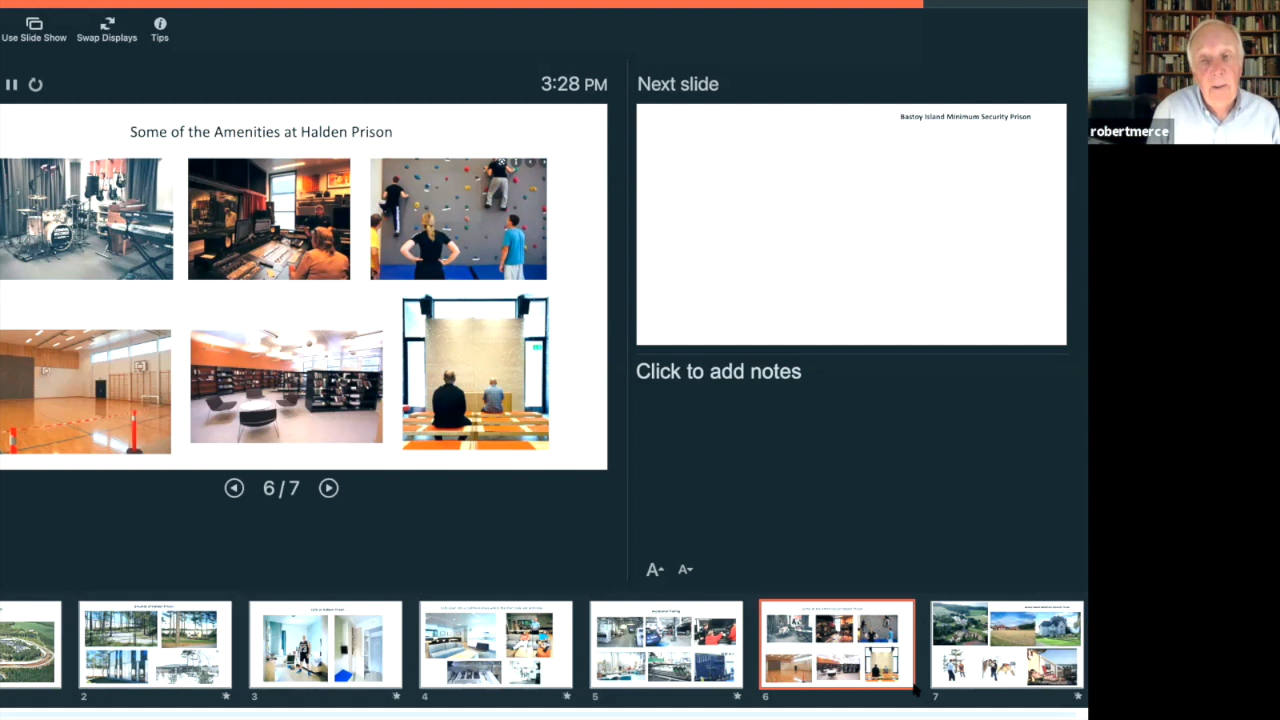 Use Slide Show
Swap Displays
Tips
3:28 PM
Next slide
Some of the Amenities at Halden Prison
Bastoy Island Minimum Security Prison
Click to add notes
6/7
A
A
2
3
4
5
6
7
robertmerce